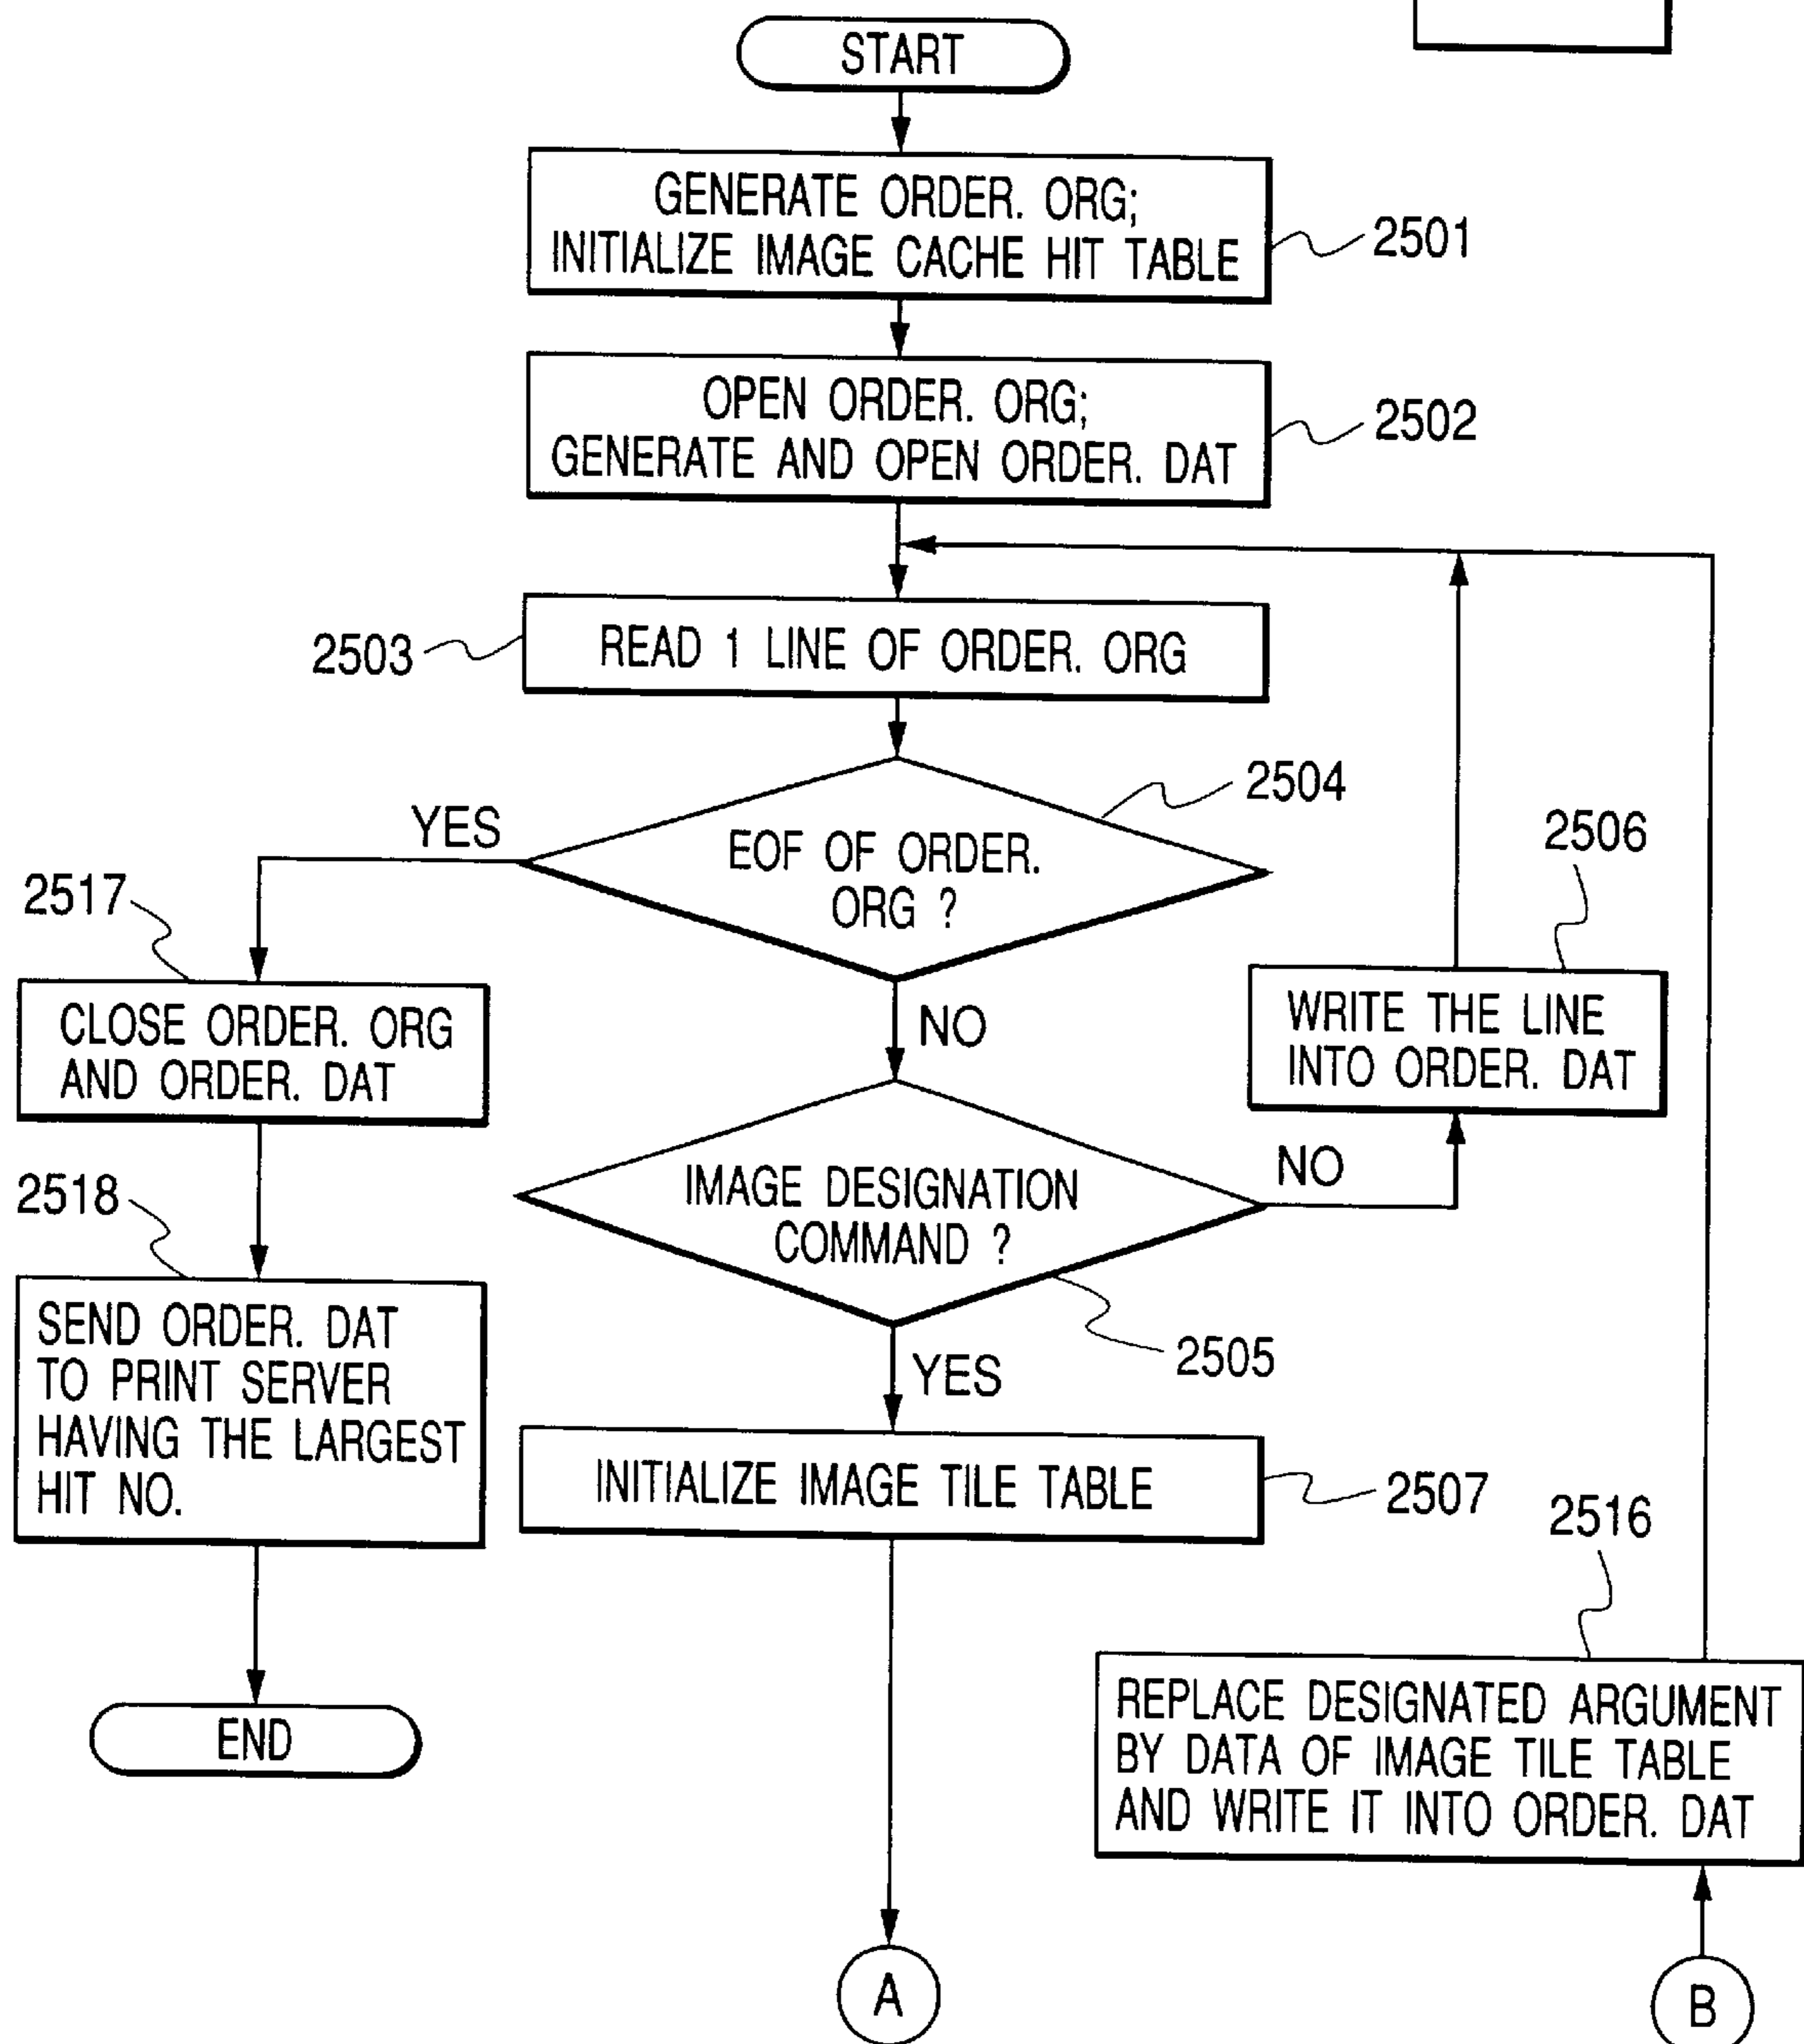 START
GENERATE ORDER. ORG;
INITIALIZE IMAGE CACHE HIT TABLE
2501
OPEN ORDER. ORG;
GENERATE AND OPEN ORDER. DAT
2502
2503
READ 1 LINE OF ORDER. ORG
2504
EOF OF ORDER.
ORG ?
YES
NO
2517
CLOSE ORDER. ORG
AND ORDER. DAT
2506
WRITE THE LINE
INTO ORDER. DAT
IMAGE DESIGNATION
COMMAND ?
NO
2505
YES
2518
SEND ORDER. DAT
TO PRINT SERVER
HAVING THE LARGEST
HIT NO.
INITIALIZE IMAGE TILE TABLE
2507
2516
REPLACE DESIGNATED ARGUMENT
BY DATA OF IMAGE TILE TABLE
AND WRITE IT INTO ORDER. DAT
END
A
B